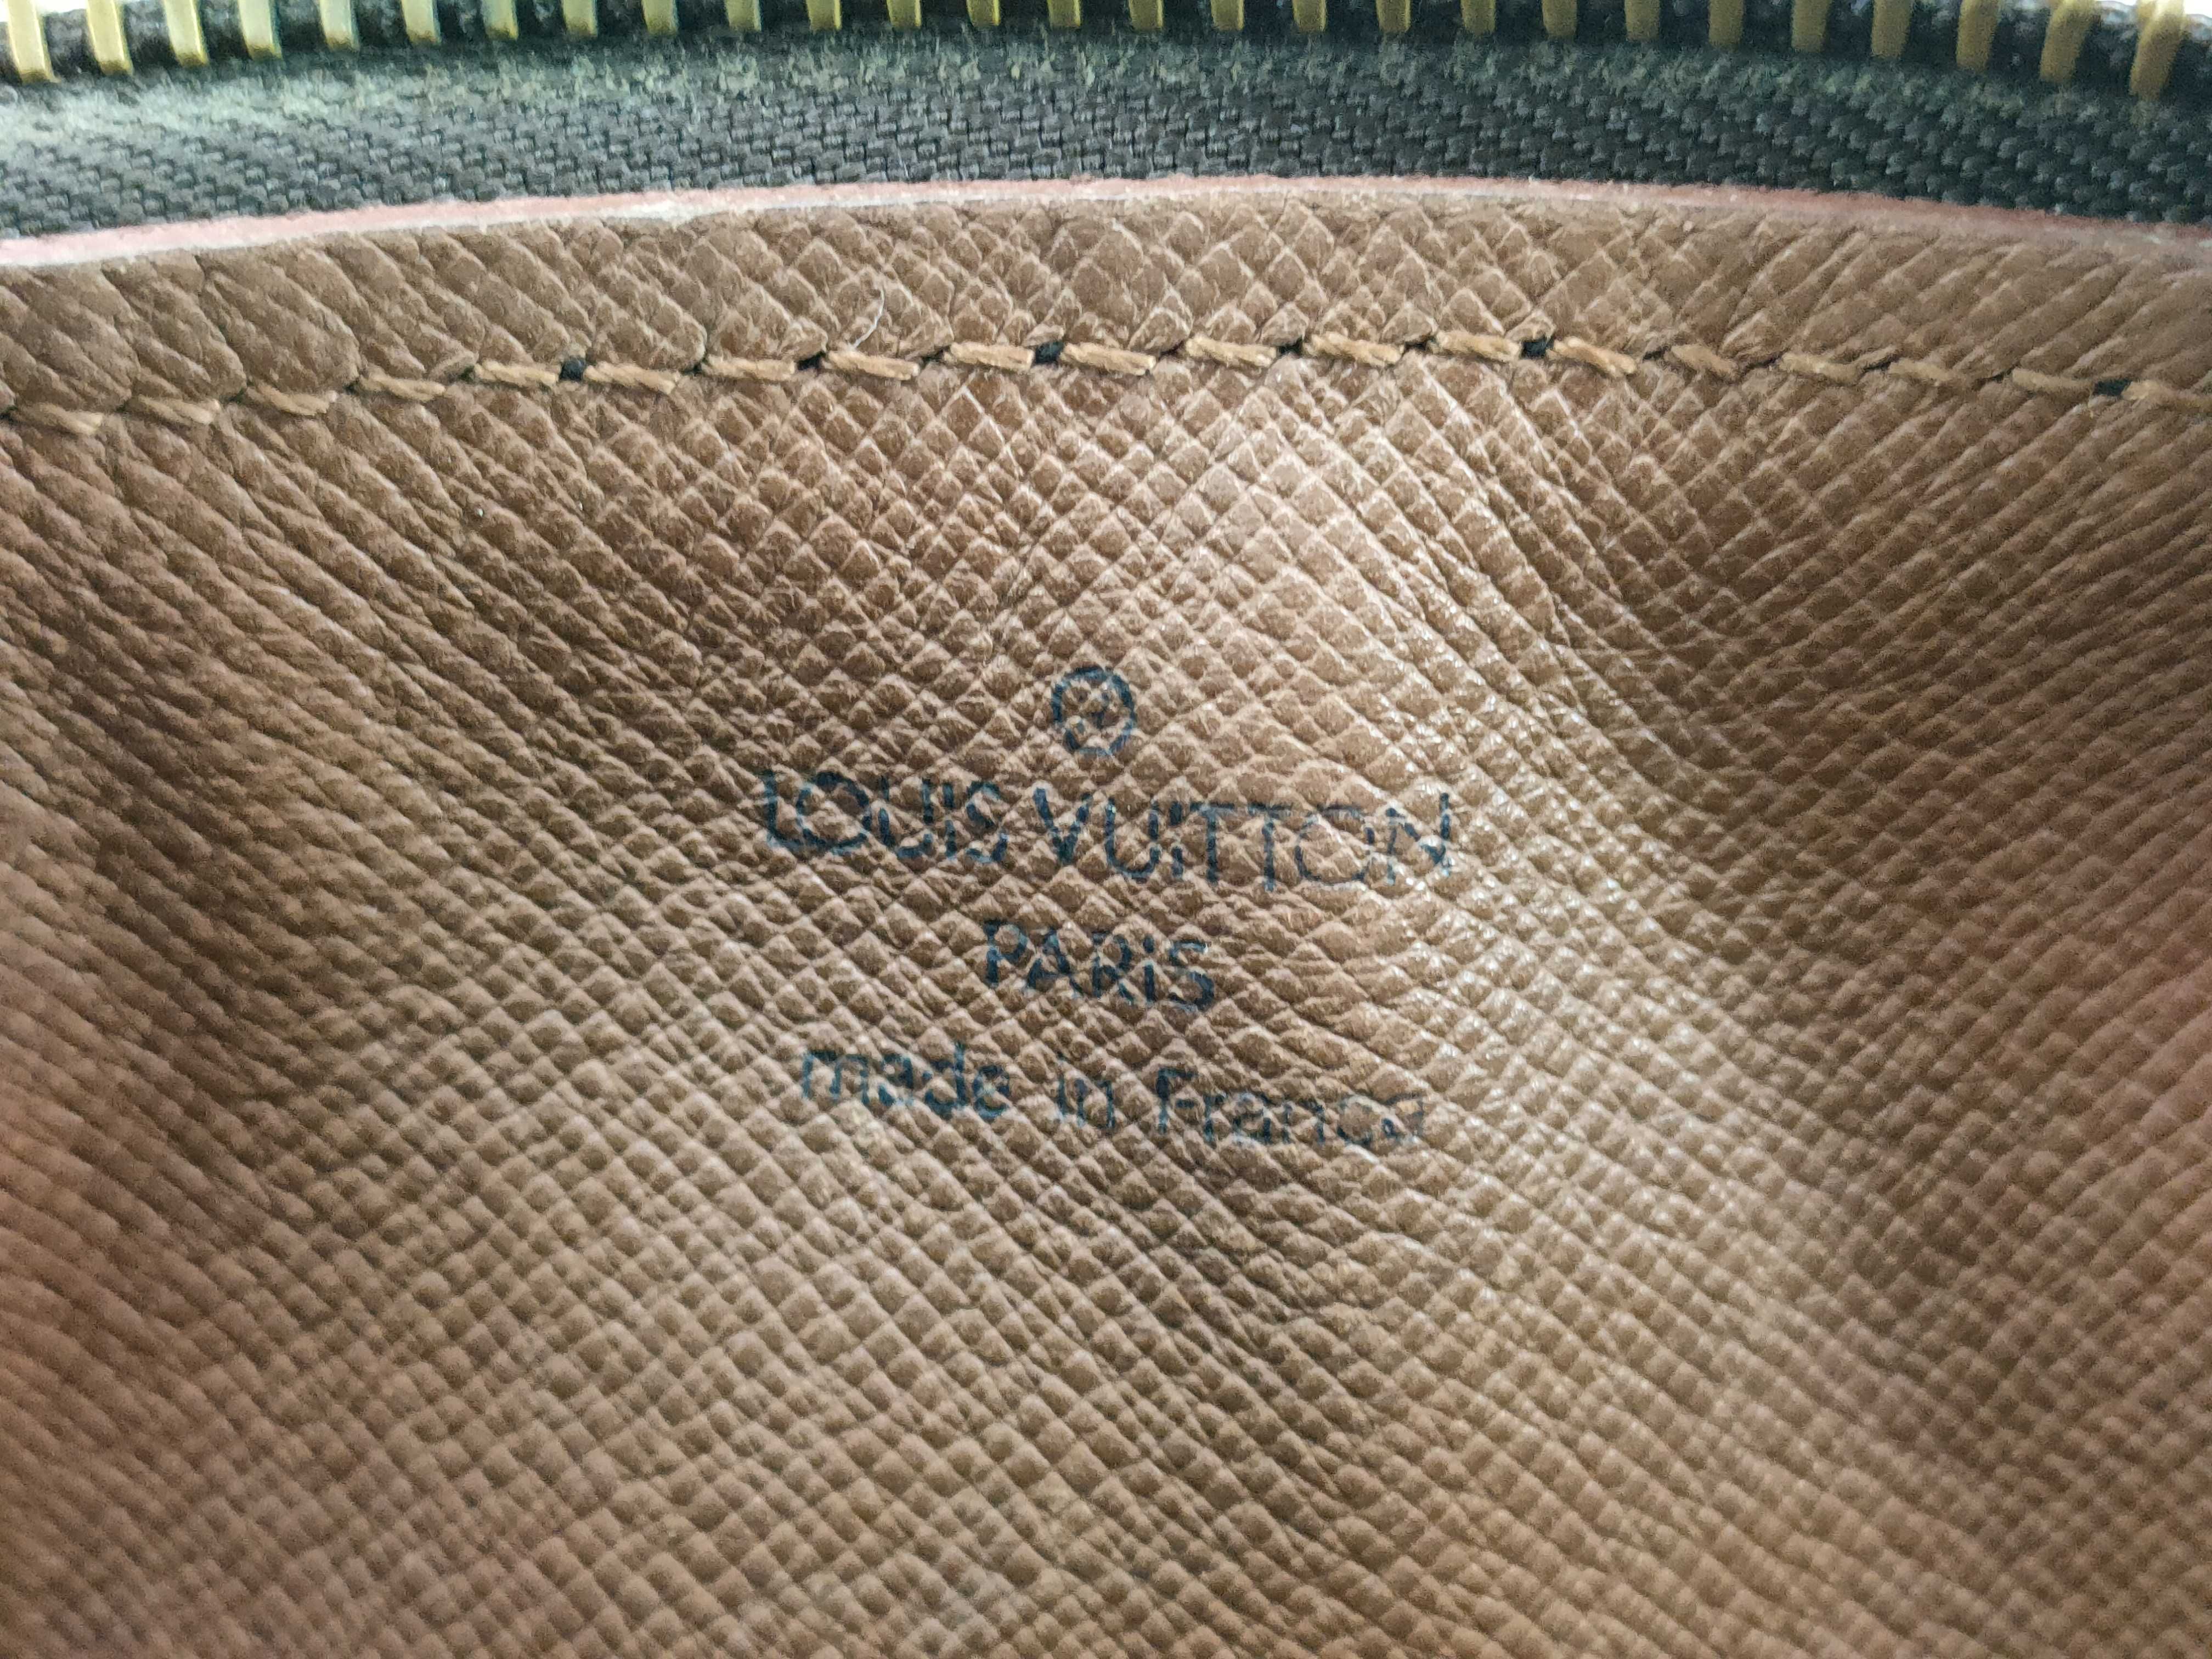 LOUIS VUITTON
PARIS
made in France